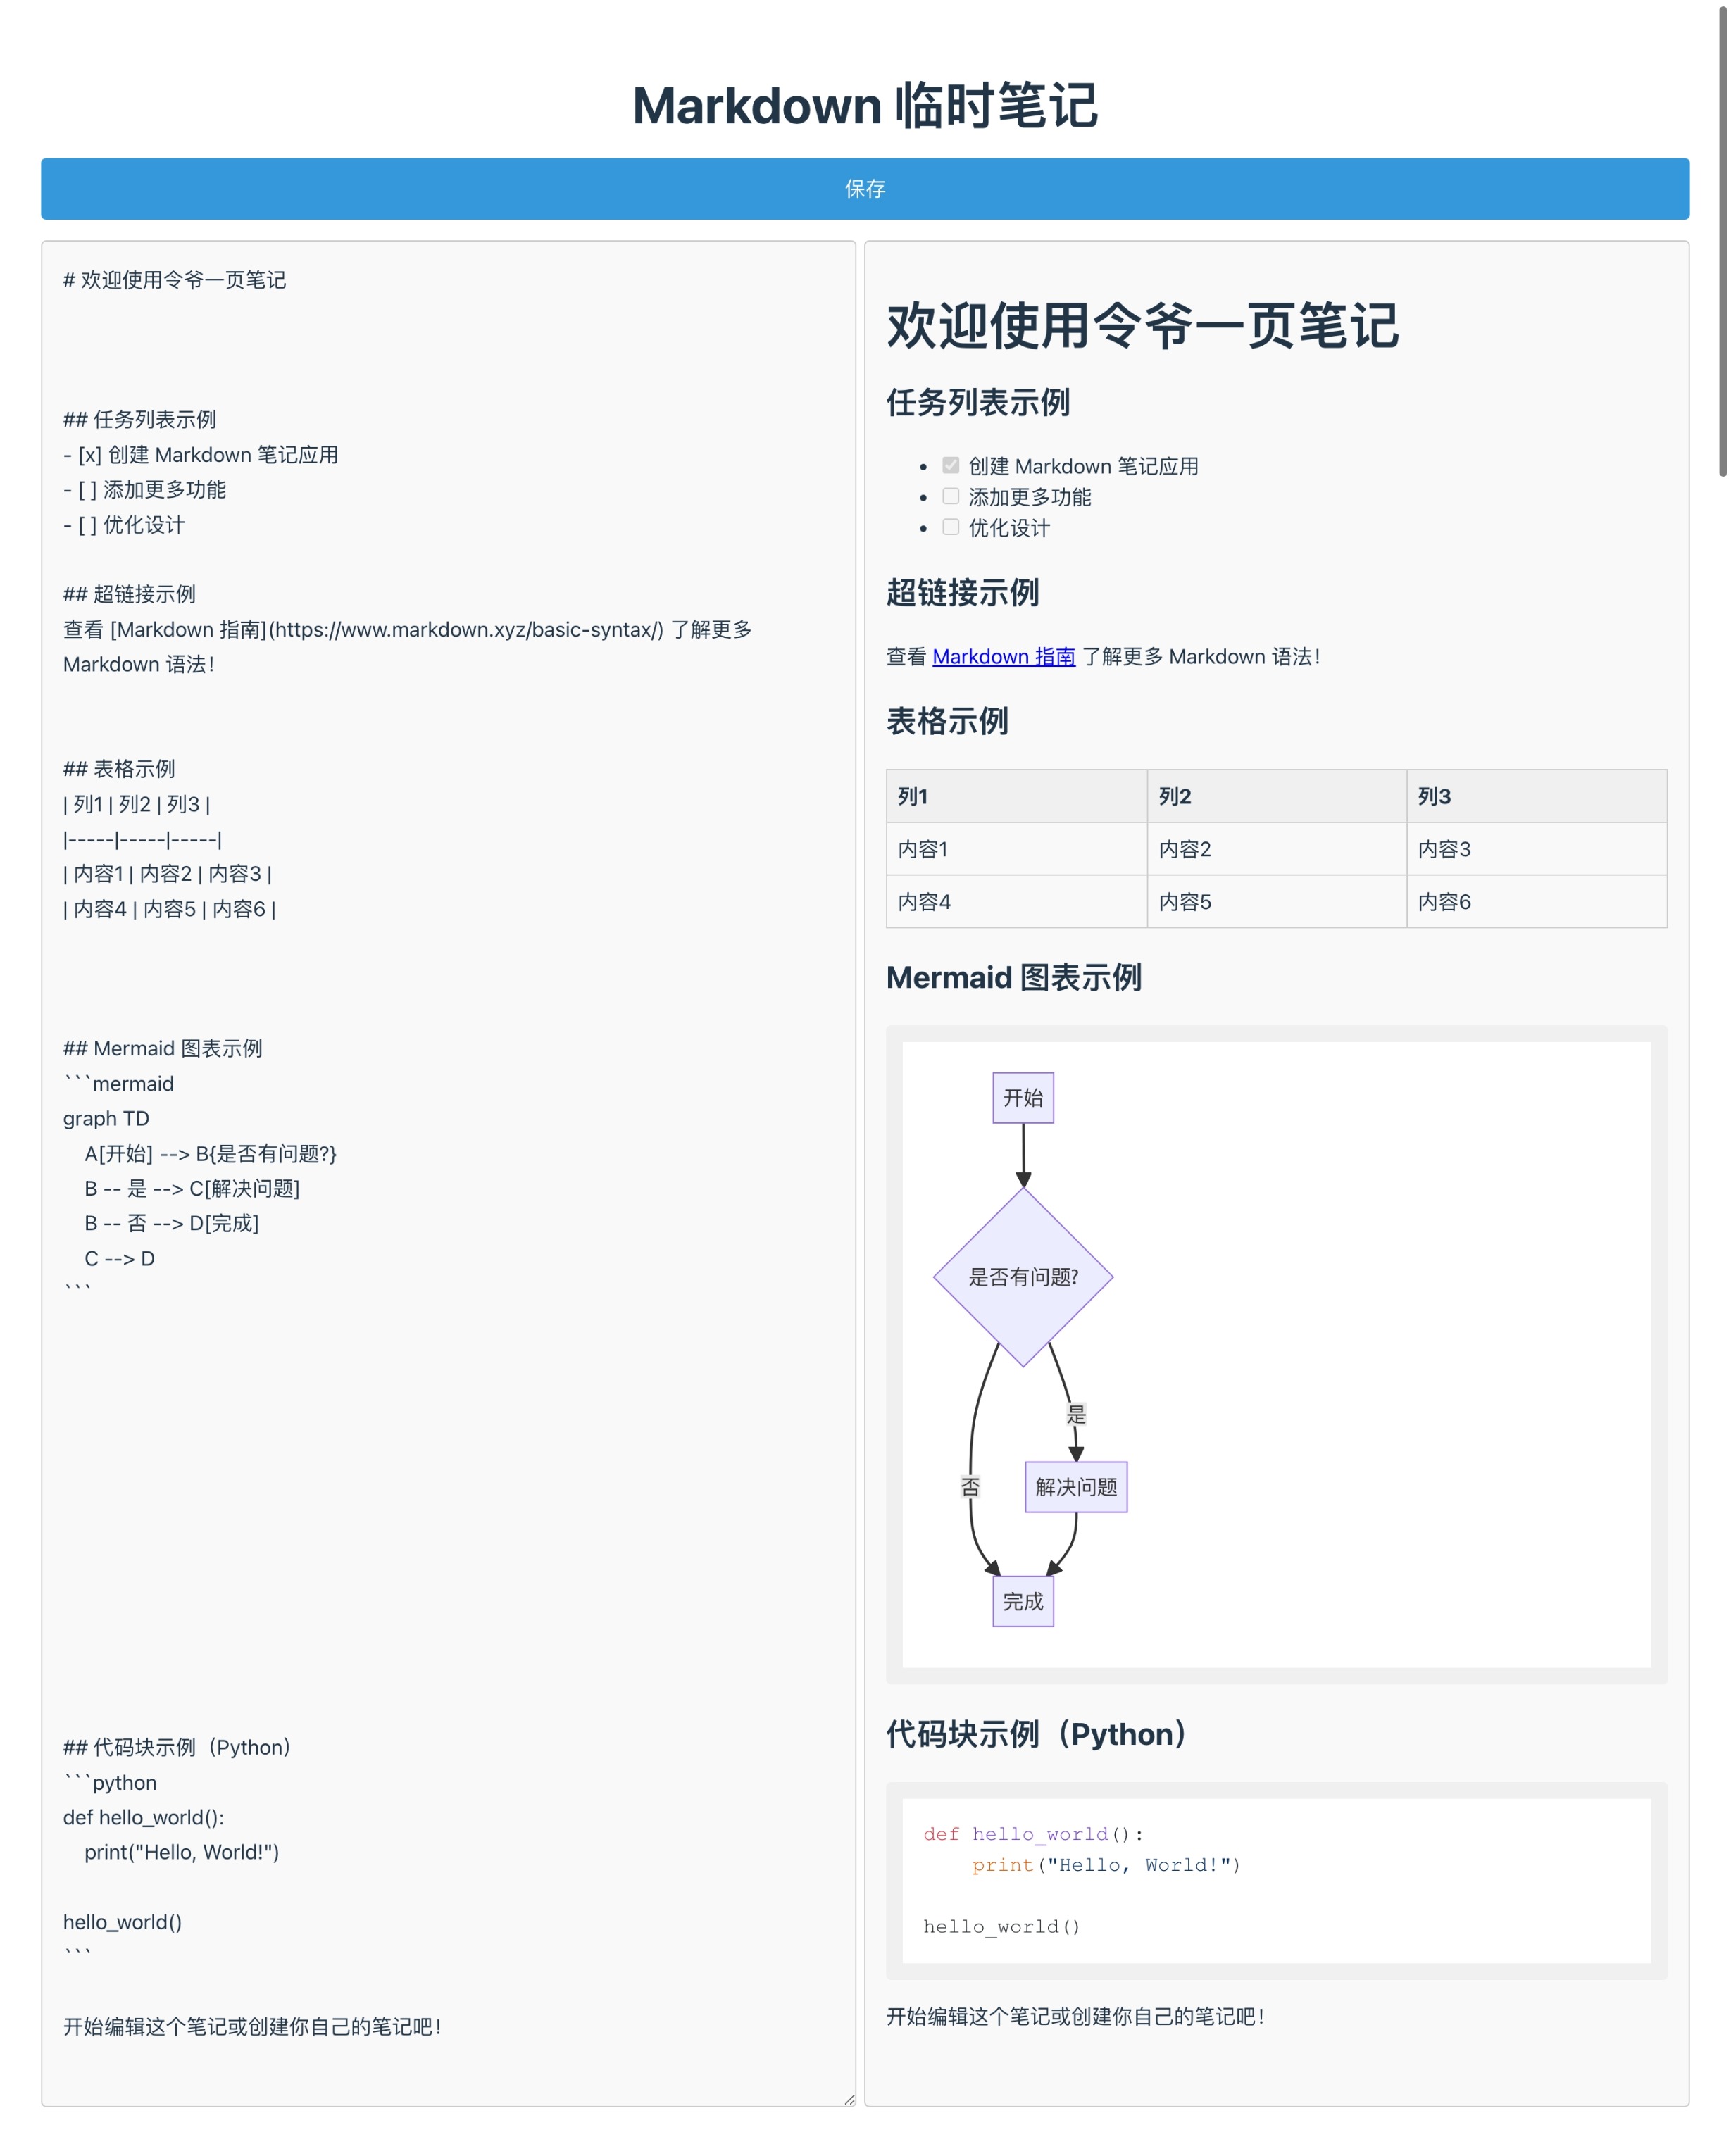 Markdown 临时笔记
保存
# 欢迎使用令爷一页笔记
## 任务列表示例
- [x] 创建 Markdown 笔记应用
- [ ] 添加更多功能
- [ ] 优化设计
## 超链接示例
查看 [Markdown 指南](https://www.markdown.xyz/basic-syntax/) 了解更多
Markdown 语法！
## 表格示例
| 列1 | 列2 | 列3 |
|-----|-----|-----|
| 内容1 | 内容2 | 内容3 |
| 内容4 | 内容5 | 内容6 |
## Mermaid 图表示例
```mermaid
graph TD
    A[开始] --> B{是否有问题?}
    B -- 是 --> C[解决问题]
    B -- 否 --> D[完成]
    C --> D
```
## 代码块示例（Python）
```python
def hello_world():
    print("Hello, World!")
hello_world()
```
开始编辑这个笔记或创建你自己的笔记吧！
欢迎使用令爷一页笔记
任务列表示例
创建 Markdown 笔记应用
添加更多功能
优化设计
超链接示例
查看 Markdown 指南 了解更多 Markdown 语法！
表格示例
列1 列2 列3
内容1 内容2 内容3
内容4 内容5 内容6
Mermaid 图表示例
开始
是否有问题?
是
否
解决问题
完成
代码块示例（Python）
def hello_world():
    print("Hello, World!")
hello_world()
开始编辑这个笔记或创建你自己的笔记吧！